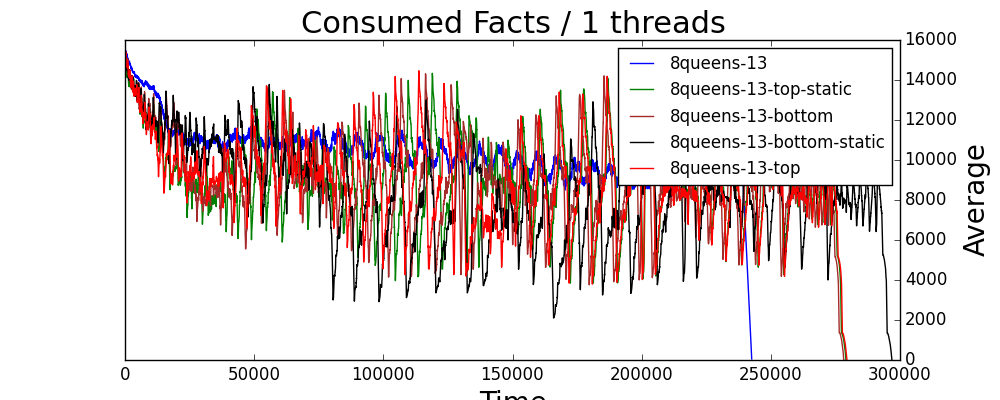 Consumed Facts / 1 threads
16000
14000
12000
10000
8000
6000
4000
2000
0
Average
8queens-13
8queens-13-top-static
8queens-13-bottom
8queens-13-bottom-static
8queens-13-top
0 50000 100000 150000 200000 250000 300000
Time